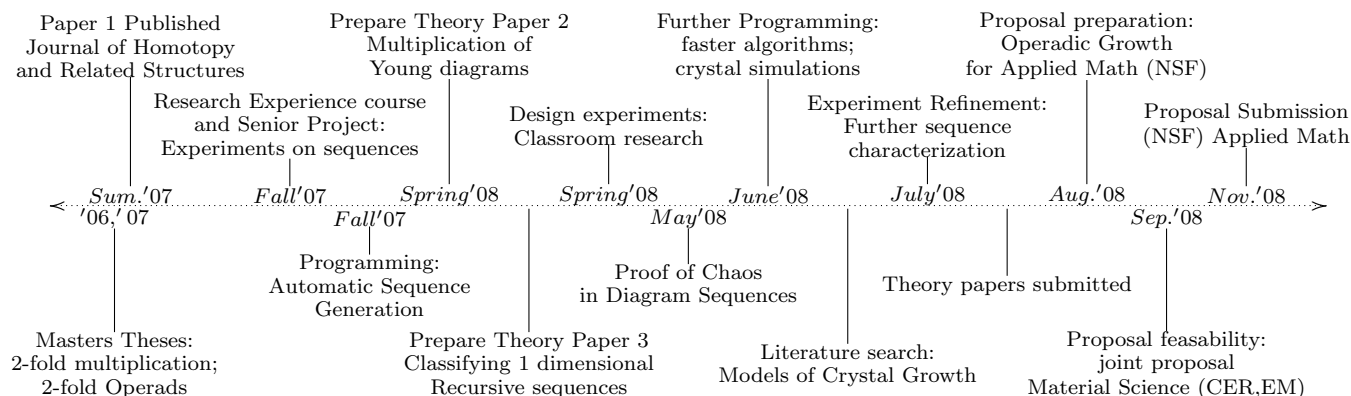 Paper 1 Published
Journal of Homotopy
and Related Structures
Prepare Theory Paper 2
Multiplication of
Young diagrams
Further Programming:
faster algorithms;
crystal simulations
Proposal preparation:
Operadic Growth
for Applied Math (NSF)
Research Experience course
and Senior Project:
Experiments on sequences
Design experiments:
Classroom research
Experiment Refinement:
Further sequence
characterization
Proposal Submission
(NSF) Applied Math
Sum.′07
Fall′07
Spring′08
Spring′08
June′08
July′08
Aug.′08
Nov.′08
′06,′ 07
Fall′07
May′08
Sep.′08
Programming:
Automatic Sequence
Generation
Proof of Chaos
in Diagram Sequences
Theory papers submitted
Masters Theses:
2-fold multiplication;
2-fold Operads
Prepare Theory Paper 3
Classifying 1 dimensional
Recursive sequences
Literature search:
Models of Crystal Growth
Proposal feasability:
joint proposal
Material Science (CER,EM)